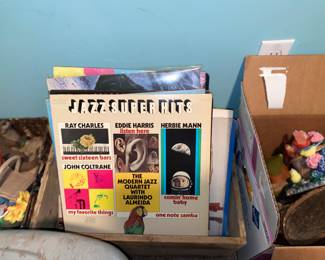 JAZZ SUPER HITS
RAY CHARLES
sweet sixteen bars
EDDIE HARRIS
listen here
HERBIE MANN
comin' home
baby
JOHN COLTRANE
my favorite things
THE
MODERN JAZZ
QUARTET
WITH
LAURINDO
ALMEIDA
one note samba